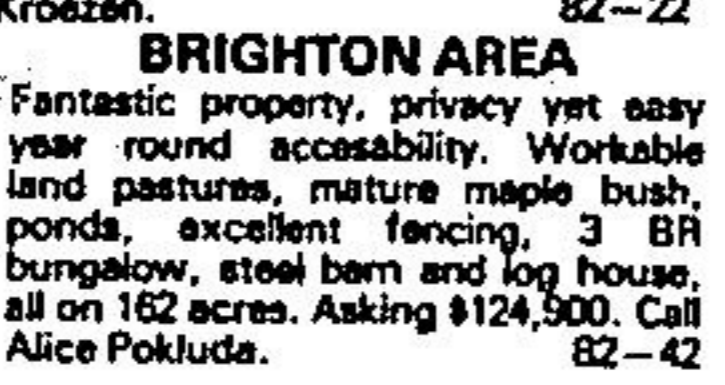 Kroezen. 82-22
BRIGHTON AREA
Fantastic property, privacy yet easy
year round accesability. Workable
land pastures, mature maple bush,
ponds, excellent fencing, 3 BR
bungalow, steel barn and log house,
all on 162 acres. Asking $124,900. Call
Alice Pokluda. 82-42